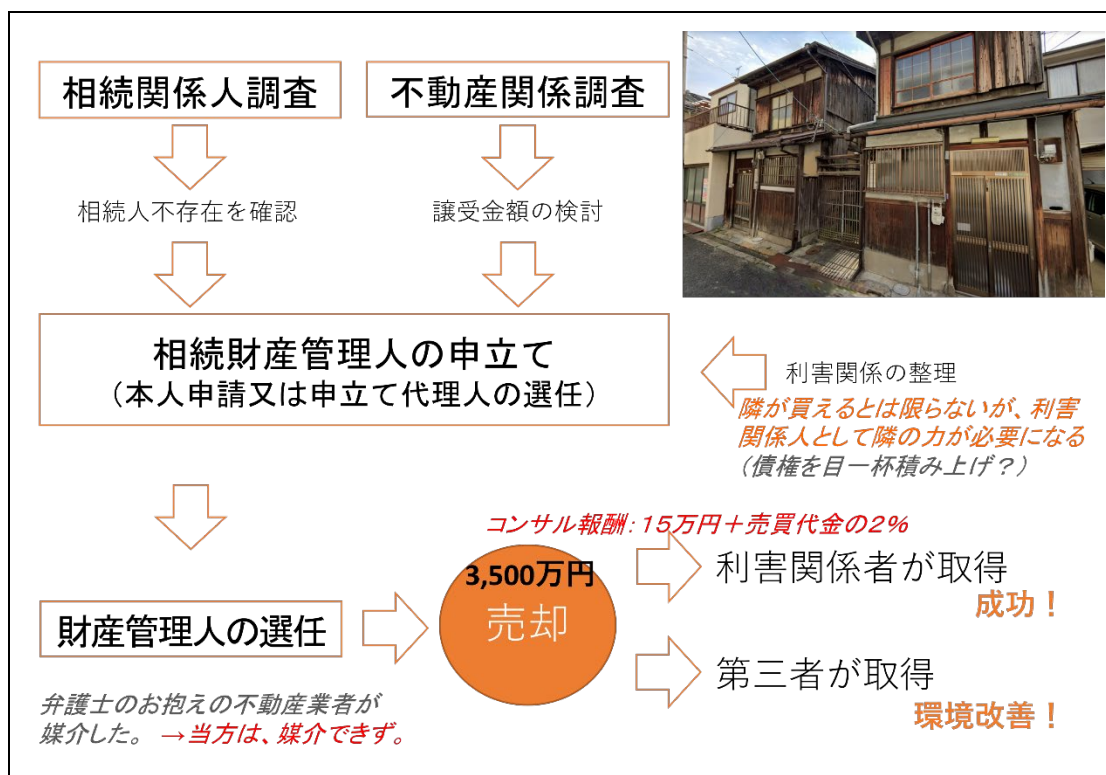 相続関係人調査
不動産関係調査
相続人不存在を確認
譲受金額の検討
相続財産管理人の申立て
（本人申請又は申立て代理人の選任）
利害関係の整理
隣が買えるとは限らないが、利害
関係人として隣の力が必要になる
（債権を目一杯積み上げ？）
コンサル報酬：１５万円＋売買代金の２％
3,500万円
売却
利害関係者が取得
成功！
財産管理人の選任
第三者が取得
環境改善！
弁護士のお抱えの不動産業者が
媒介した。 →当方は、媒介できず。